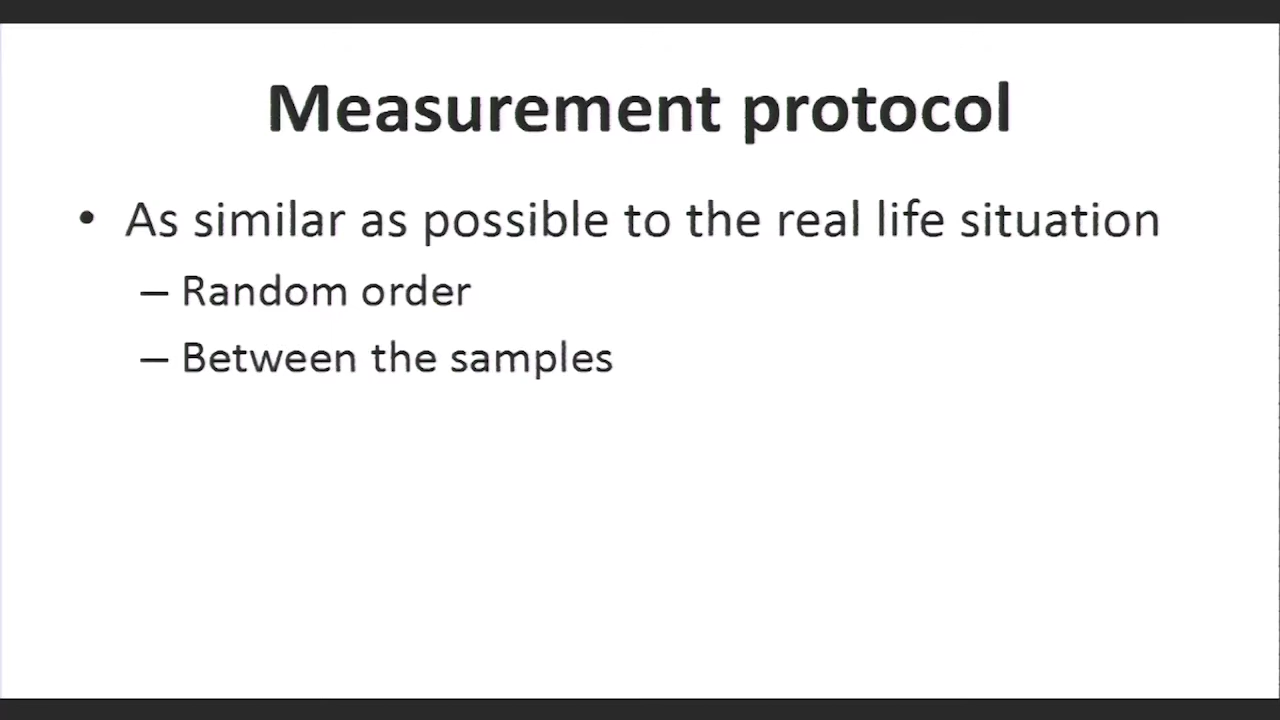 Measurement protocol
• As similar as possible to the real life situation
– Random order
– Between the samples